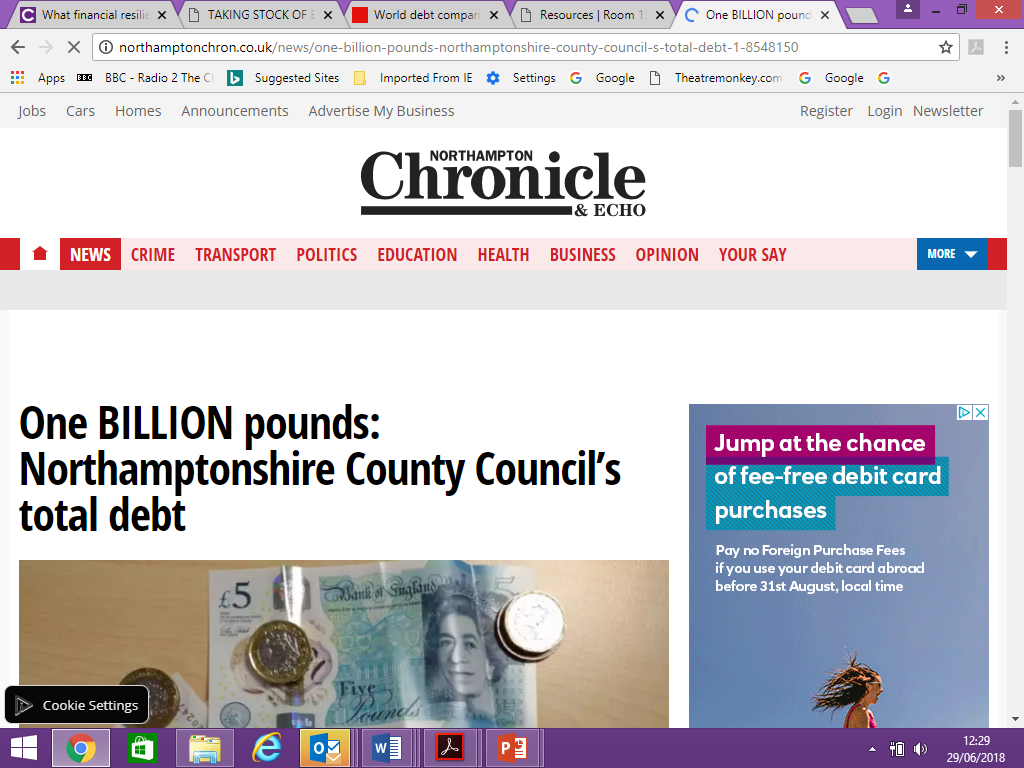 What financial resilie
TAKING STOCK OF E
World debt compari
Resources | Room 15
One BILLION pound
northamptonchron.co.uk/news/one-billion-pounds-northamptonshire-county-council-s-total-debt-1-8548150
Apps BBC - Radio 2 The Cl Suggested Sites Imported From IE Settings Google Theatremonkey.com Google »
Jobs Cars Homes Announcements Advertise My Business Register Login Newsletter
NORTHAMPTON
Chronicle
& ECHO
NEWS CRIME TRANSPORT POLITICS EDUCATION HEALTH BUSINESS OPINION YOUR SAY MORE
One BILLION pounds:
Northamptonshire County Council’s
total debt
Jump at the chance
of fee-free debit card
purchases
Pay no Foreign Purchase Fees
if you use your debit card abroad
before 31st August, local time
£5
Bank of England
Five
Pounds
Cookie Settings
12:29
29/06/2018